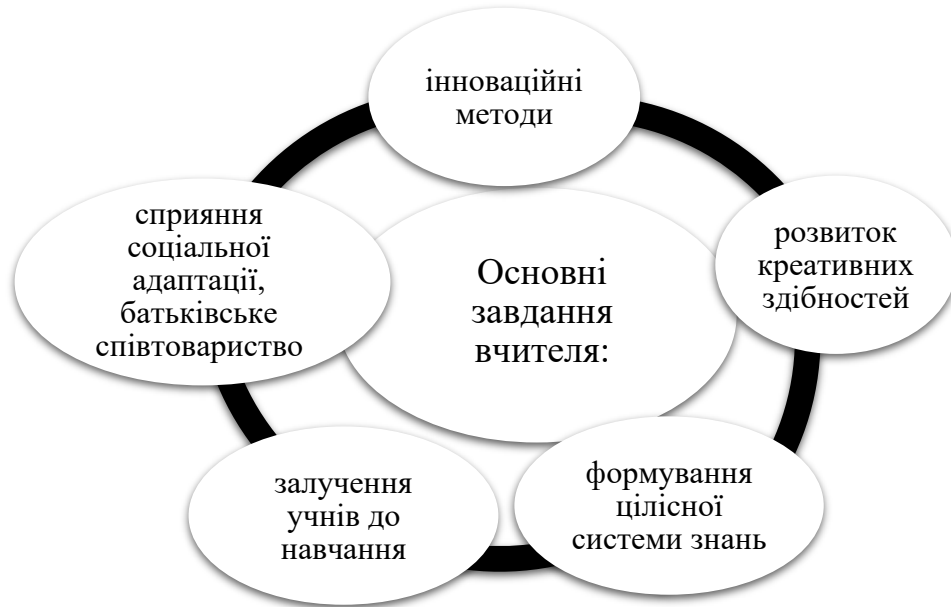 інноваційні
методи
сприяння
соціальної
адаптації,
батьківське
співтовариство
Основні
завдання
вчителя:
розвиток
креативних
здібностей
залучення
учнів до
навчання
формування
цілісної
системи знань